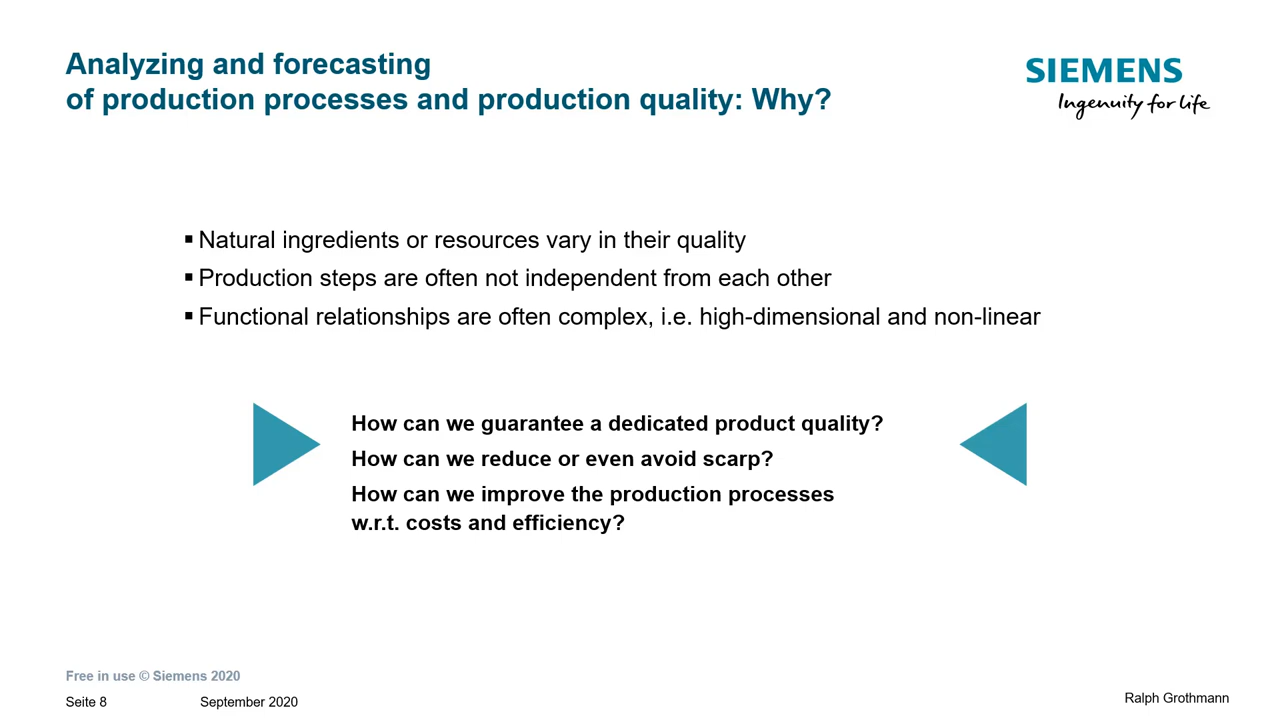 Analyzing and forecasting
of production processes and production quality: Why?
SIEMENS
Ingenuity for life
▪ Natural ingredients or resources vary in their quality
▪ Production steps are often not independent from each other
▪ Functional relationships are often complex, i.e. high-dimensional and non-linear
How can we guarantee a dedicated product quality?
How can we reduce or even avoid scarp?
How can we improve the production processes
w.r.t. costs and efficiency?
Free in use © Siemens 2020
Seite 8 September 2020
Ralph Grothmann